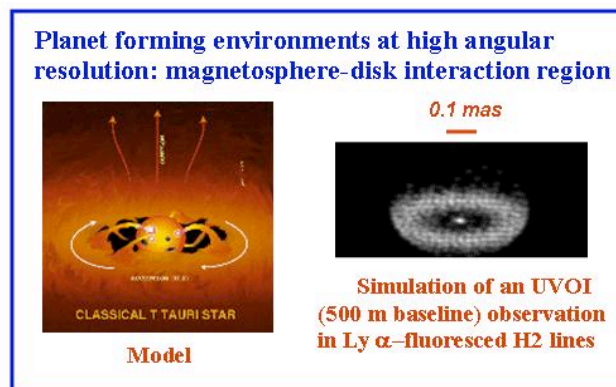 Planet forming environments at high angular
resolution: magnetosphere-disk interaction region
0.1 mas
CLASSICAL T TAURI STAR
Model
Simulation of an UVOI
(500 m baseline) observation
in Ly α–fluoresced H2 lines